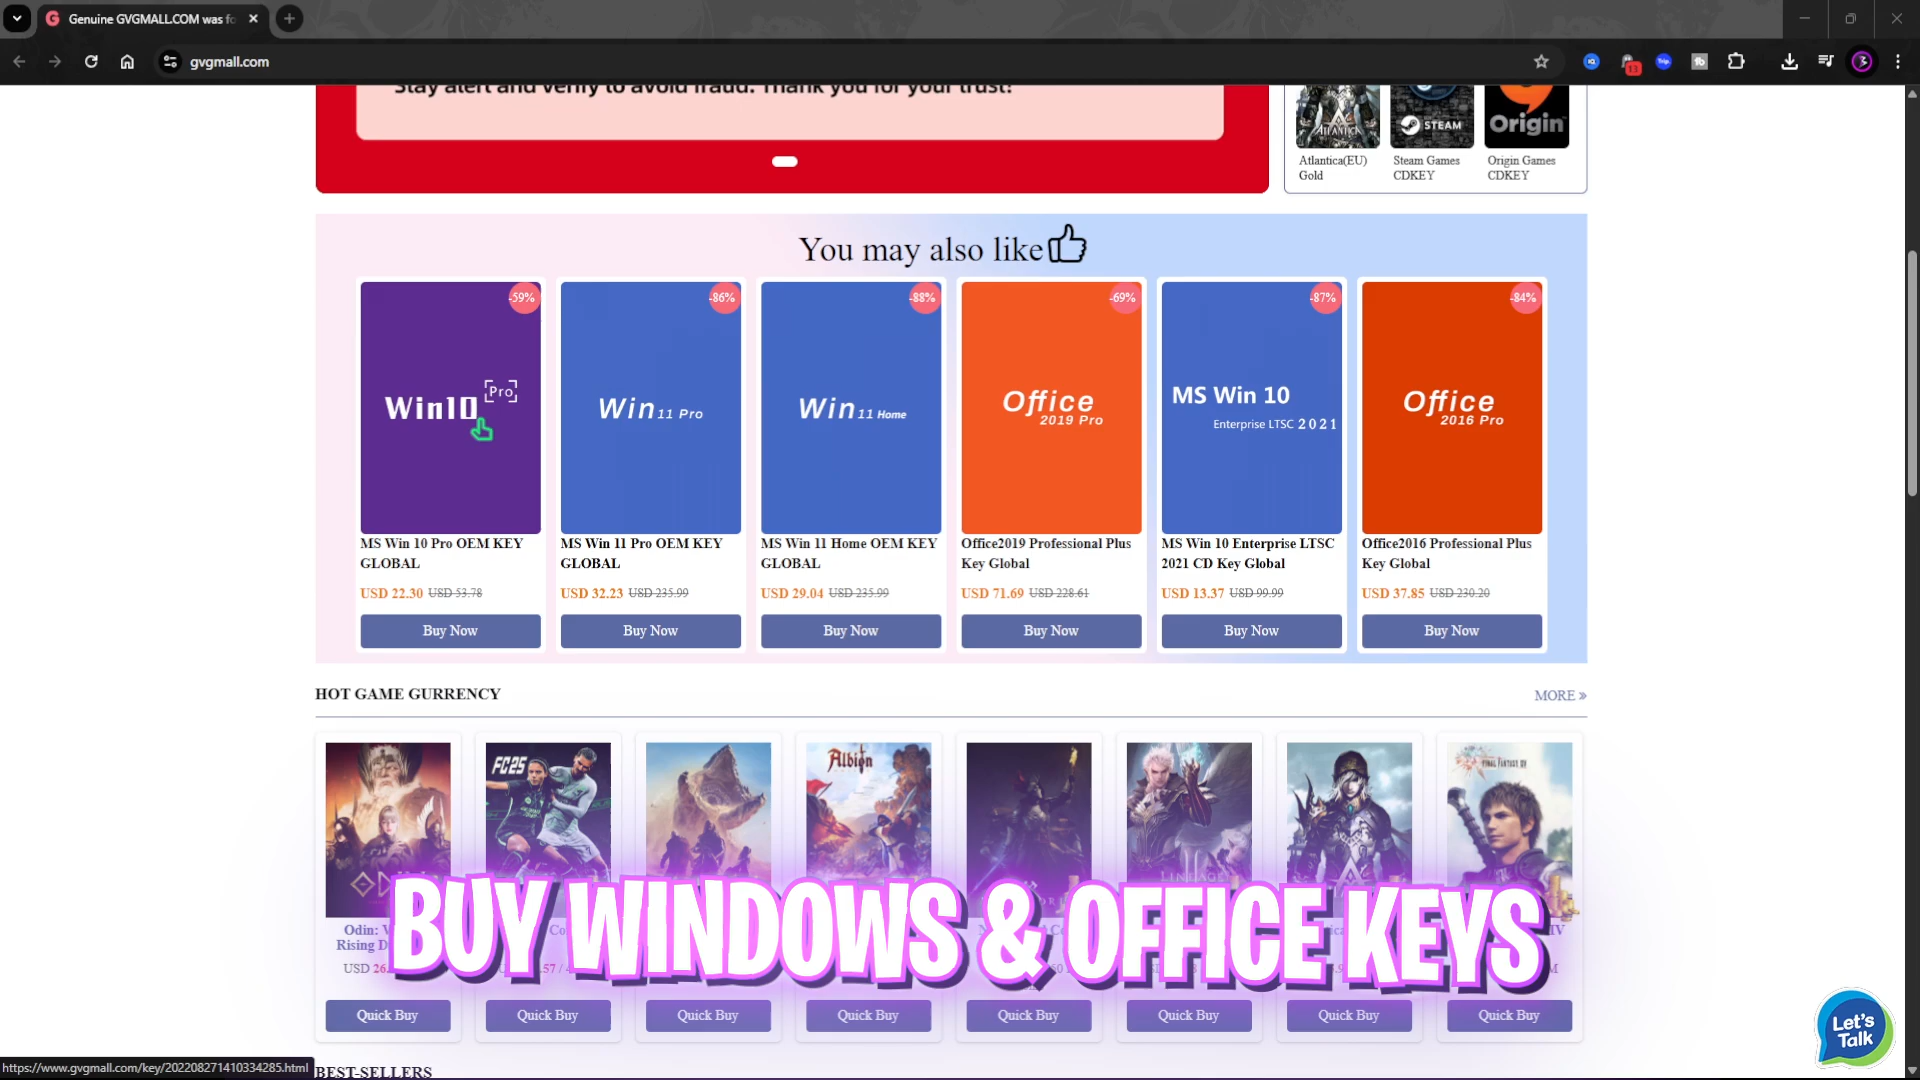 Genuine GVGMALL.COM was fo
gvgmall.com
13
Stay alert and verify to avoid fraud. Thank you for your trust!
ATLANTICA
STEAM
Origin
Atlantica(EU)
Gold
Steam Games
CDKEY
Origin Games
CDKEY
You may also like
-59%
-86%
-88%
-69%
-87%
-84%
Win10 Pro
Win 11 Pro
Win 11 Home
Office
2019 Pro
MS Win 10
Enterprise LTSC 2021
Office
2016 Pro
MS Win 10 Pro OEM KEY
GLOBAL
MS Win 11 Pro OEM KEY
GLOBAL
MS Win 11 Home OEM KEY
GLOBAL
Office2019 Professional Plus
Key Global
MS Win 10 Enterprise LTSC
2021 CD Key Global
Office2016 Professional Plus
Key Global
USD 22.30 USD 53.78
USD 32.23 USD 235.99
USD 29.04 USD 235.99
USD 71.69 USD 228.61
USD 13.37 USD 99.99
USD 37.85 USD 230.20
Buy Now
Buy Now
Buy Now
Buy Now
Buy Now
Buy Now
HOT GAME GURRENCY
MORE »
FC25
Albion
FINAL FANTASY XIV
LINEAGE
Odin: V
Rising D
USD 26.
BUY WINDOWS & OFFICE KEYS
Quick Buy
Quick Buy
Quick Buy
Quick Buy
Quick Buy
Quick Buy
Quick Buy
Quick Buy
Let's
Talk
https://www.gvgmall.com/key/202208271410334285.html
BEST-SELLERS